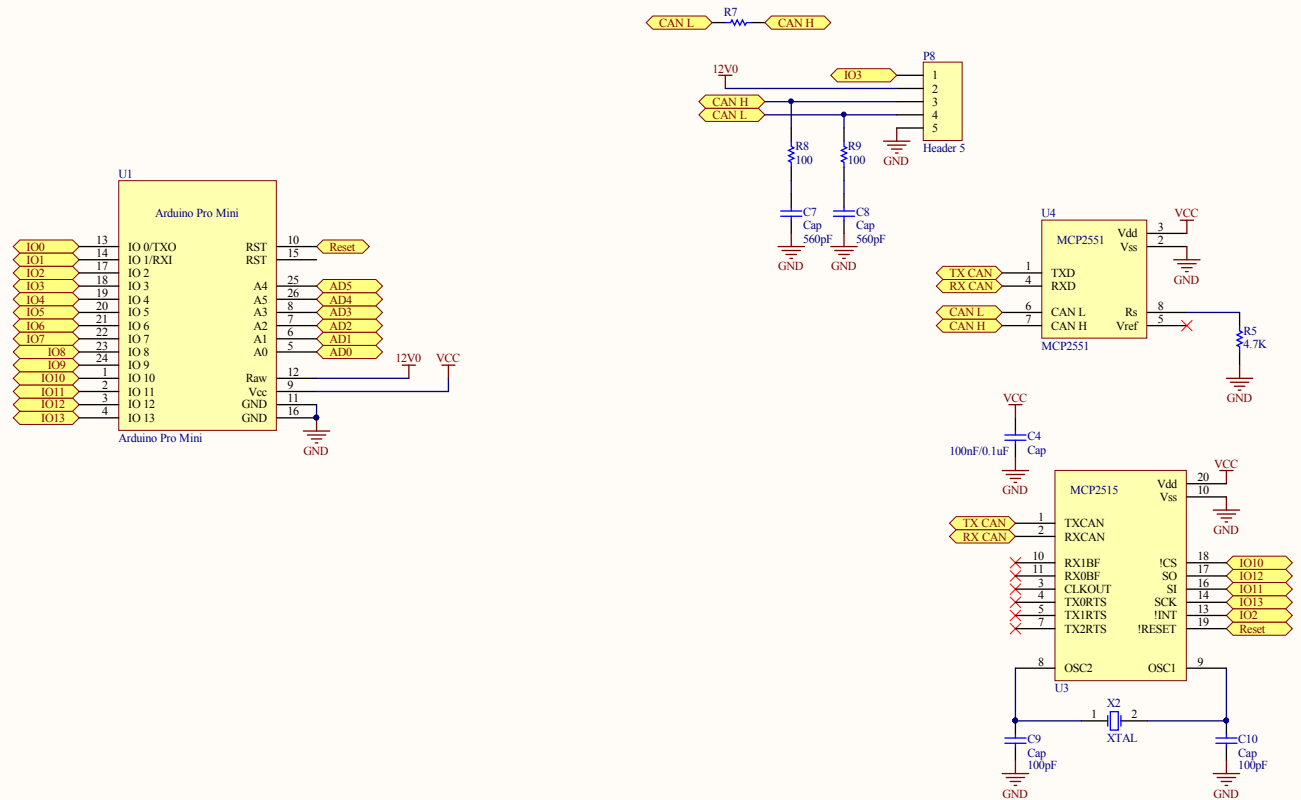 R7
CAN L CAN H
P8
12V0 IO3 1
2
CAN H 3
CAN L 4
5
GND Header 5
R8
100
R9
100
C7
Cap
560pF
C8
Cap
560pF
GND GND
U1
Arduino Pro Mini
IO0 13 IO 0/TXO RST 10 Reset
IO1 14 IO 1/RXI RST 15
IO2 17 IO 2
IO3 18 IO 3 A4 25 AD5
IO4 19 IO 4 A5 26 AD4
IO5 20 IO 5 A3 8 AD3
IO6 21 IO 6 A2 7 AD2
IO7 22 IO 7 A1 6 AD1
IO8 23 IO 8 A0 5 AD0
IO9 24 IO 9
IO10 1 IO 10 Raw 12 12V0
IO11 2 IO 11 Vcc 9 VCC
IO12 3 IO 12 GND 11
IO13 4 IO 13 GND 16
Arduino Pro Mini
GND
U4
MCP2551
Vdd 3 VCC
Vss 2
GND
TX CAN 1 TXD
RX CAN 4 RXD
CAN L 6 CAN L Rs 8
CAN H 7 CAN H Vref 5
MCP2551
R5
4.7K
GND
VCC
C4
100nF/0.1uF Cap
GND
MCP2515
Vdd 20 VCC
Vss 10
GND
TX CAN 1 TXCAN
RX CAN 2 RXCAN
10 RX1BF !CS 18 IO10
11 RX0BF SO 17 IO12
3 CLKOUT SI 16 IO11
4 TX0RTS SCK 14 IO13
5 TX1RTS !INT 13 IO2
7 TX2RTS !RESET 19 Reset
8 OSC2 OSC1 9
U3
X2
1 2
XTAL
C9
Cap
100pF
GND
C10
Cap
100pF
GND